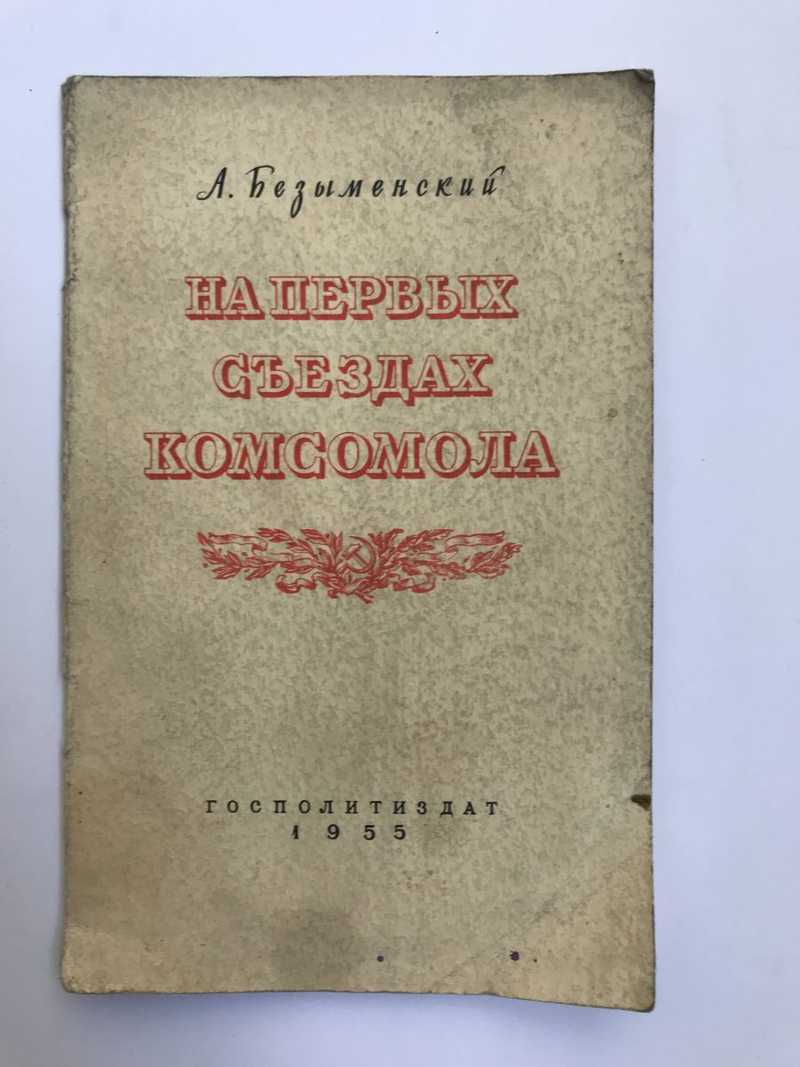 А. Безыменский
НА ПЕРВЫХ
СЪЕЗДАХ
КОМСОМОЛА
ГОСПОЛИТИЗДАТ
1955